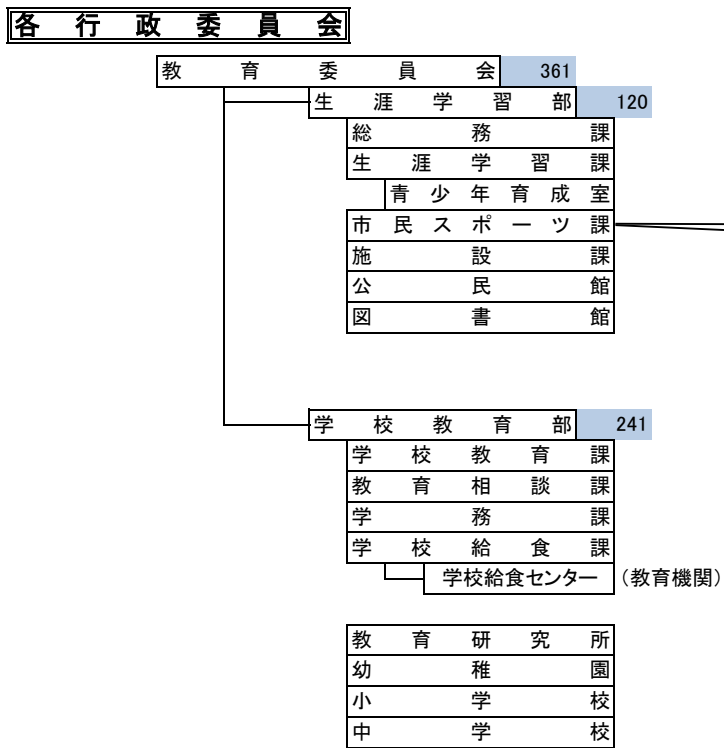 各行政委員会
教育委員会 361
生涯学習部 120
総務課
生涯学習課
青少年育成室
市民スポーツ課
施設課
公民館
図書館
学校教育部 241
学校教育課
教育相談課
学務課
学校給食課
学校給食センター （教育機関）
教育研究所
幼稚園
小学校
中学校